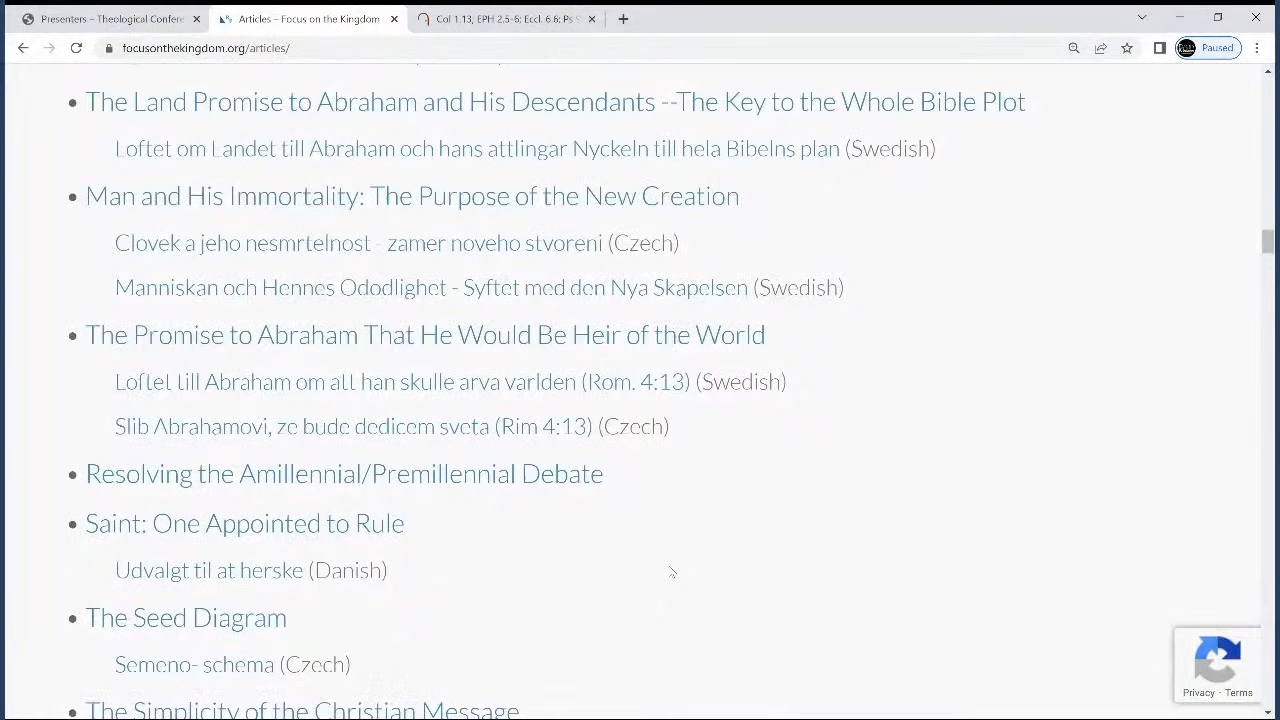 Presenters – Theological Confere
Articles – Focus on the Kingdom
Col 1.13; EPH 2.5-6; Eccl. 6.6; Ps
focusonthekingdom.org/articles/
Paused
The Land Promise to Abraham and His Descendants --The Key to the Whole Bible Plot
Loftet om Landet till Abraham och hans attlingar Nyckeln till hela Bibelns plan (Swedish)
Man and His Immortality: The Purpose of the New Creation
Clovek a jeho nesmrtelnost - zamer noveho stvoreni (Czech)
Manniskan och Hennes Ododlighet - Syftet med den Nya Skapelsen (Swedish)
The Promise to Abraham That He Would Be Heir of the World
Loftet till Abraham om att han skulle arva varlden (Rom. 4:13) (Swedish)
Slib Abrahamovi, ze bude dedicem sveta (Rim 4:13) (Czech)
Resolving the Amillennial/Premillennial Debate
Saint: One Appointed to Rule
Udvalgt til at herske (Danish)
The Seed Diagram
Semeno- schema (Czech)
The Simplicity of the Christian Message
Privacy - Terms